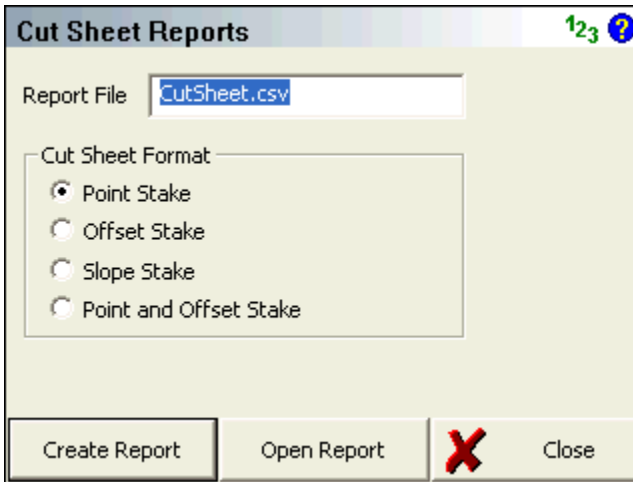 Cut Sheet Reports 123 ?
Report File CutSheet.csv
Cut Sheet Format
Point Stake
Offset Stake
Slope Stake
Point and Offset Stake
Create Report Open Report Close